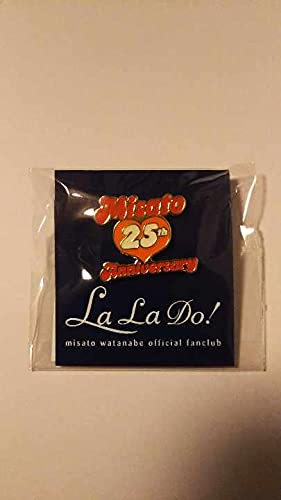 Misato
25th
Anniversary
La La Do!
misato watanabe official fanclub